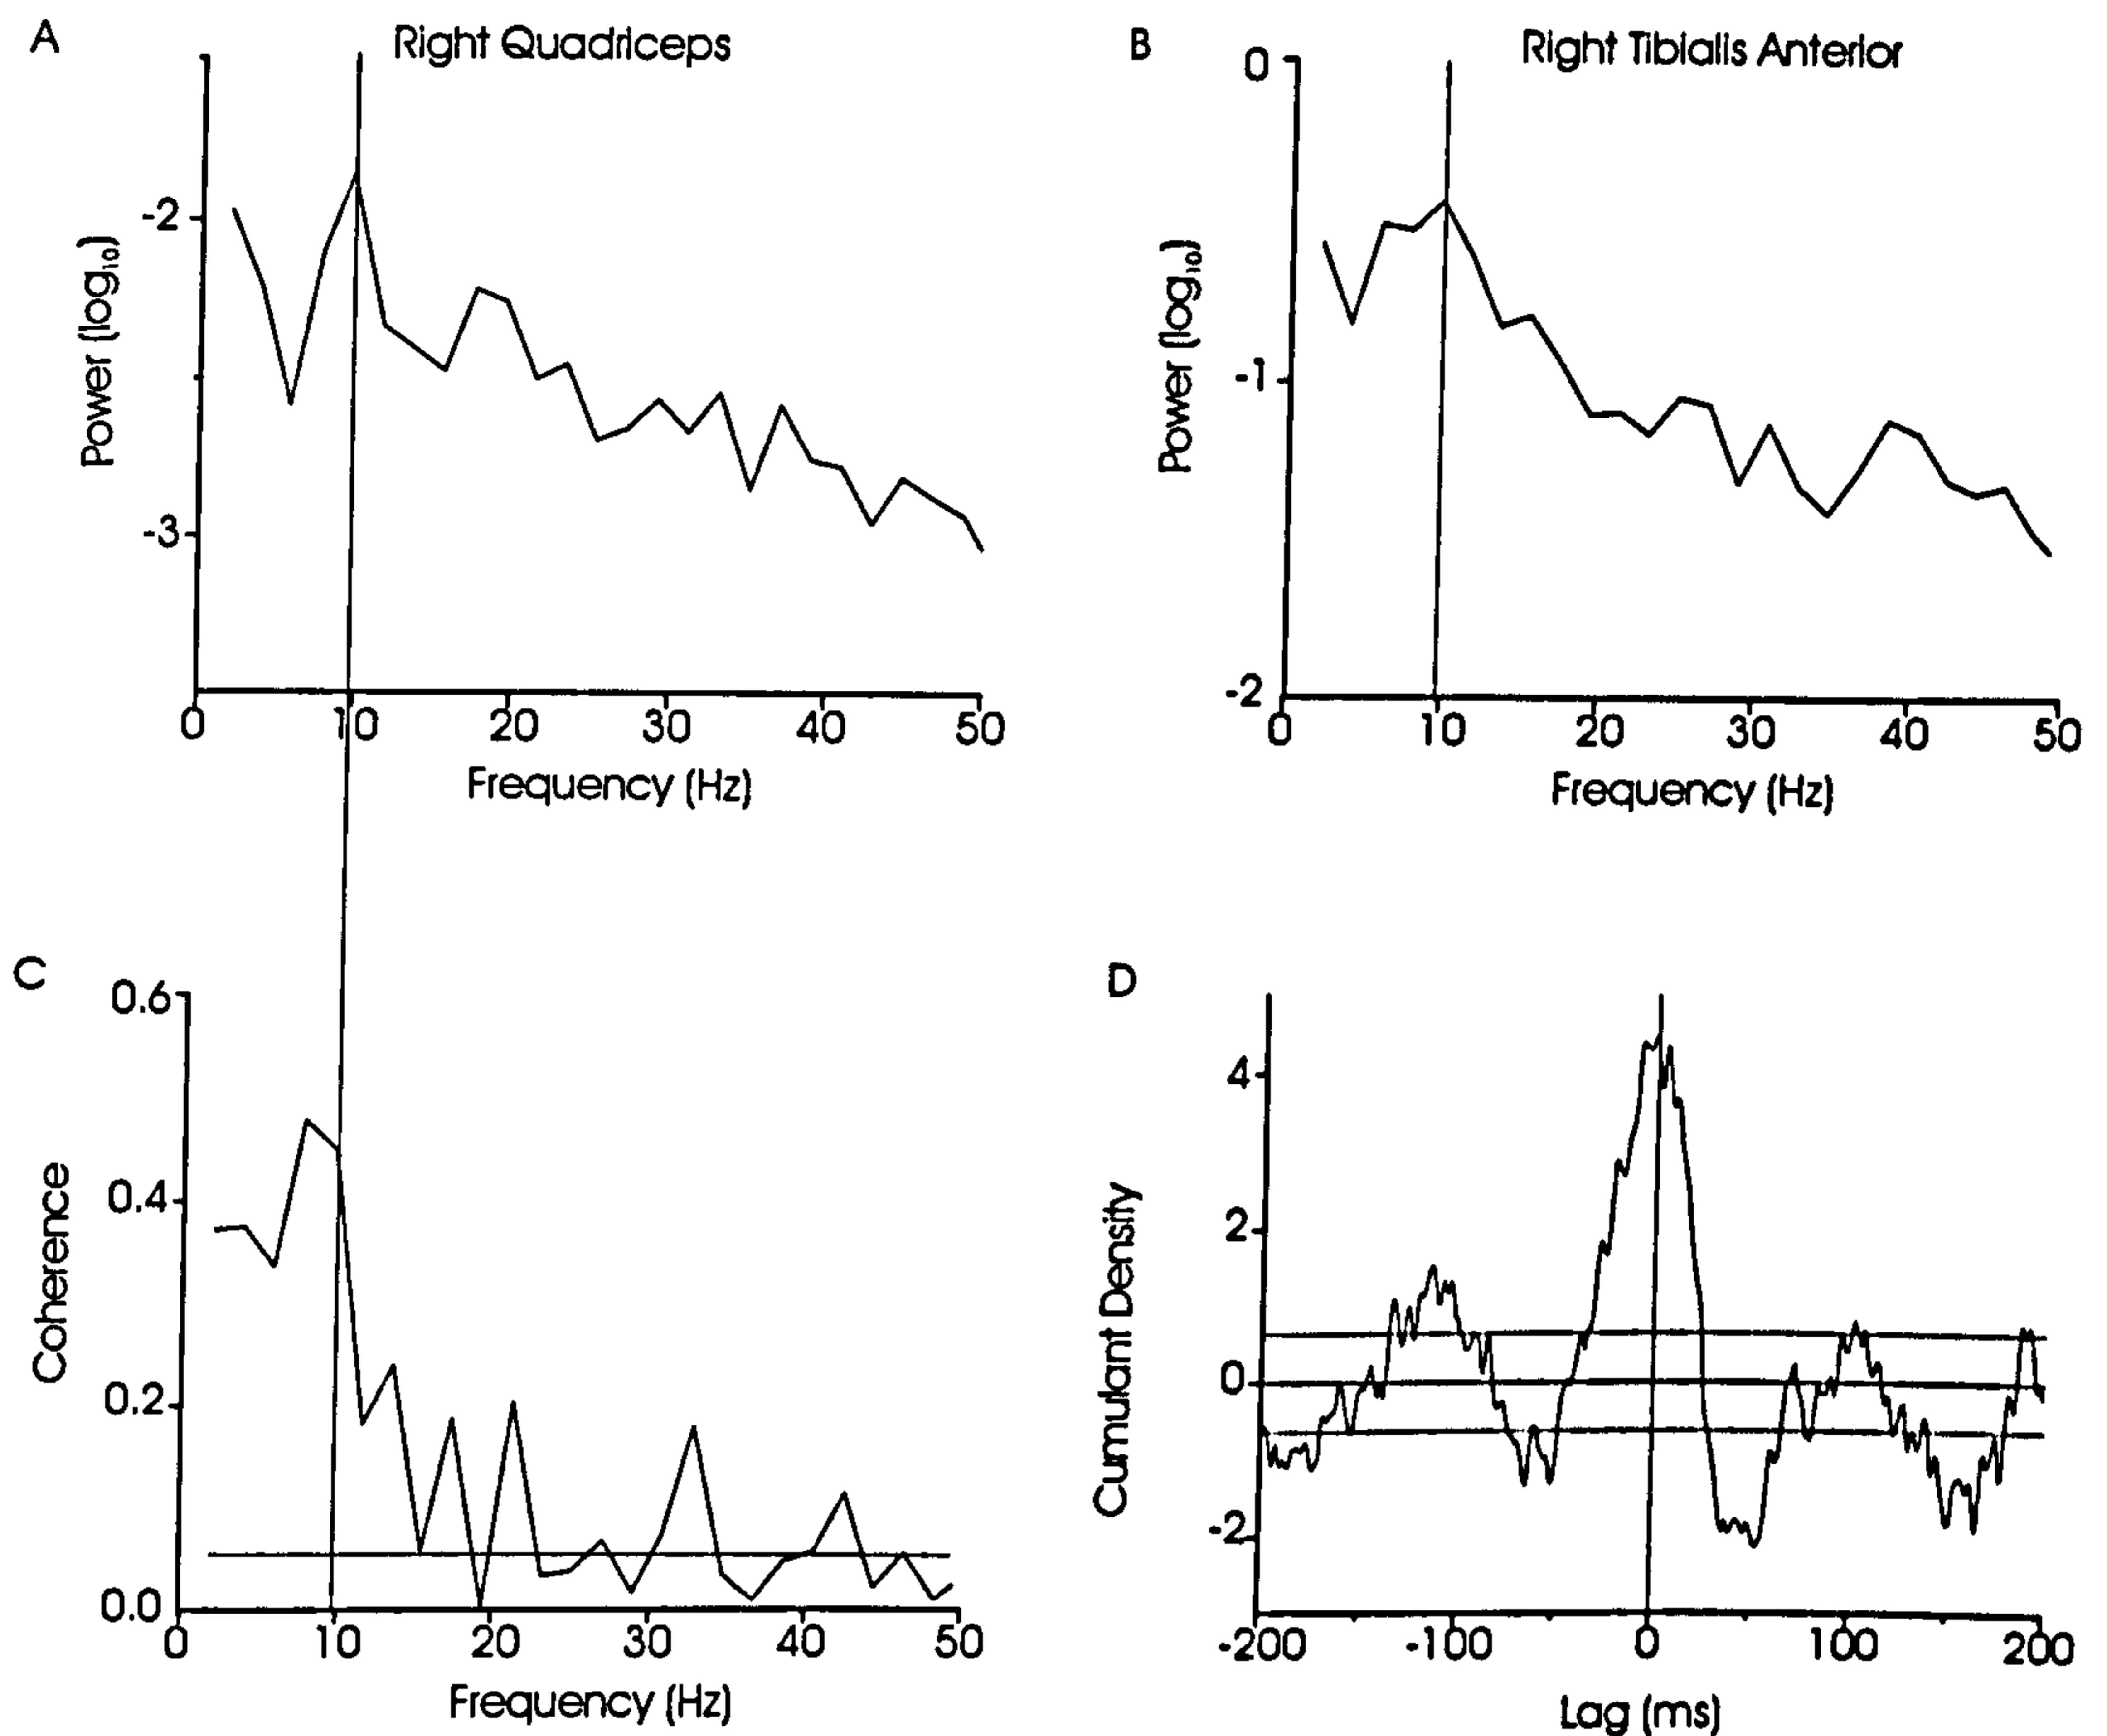 A
Right Quadriceps
Power (log10)
-2
-3
0 10 20 30 40 50
Frequency (Hz)
B
Right Tibialis Anterior
Power (log10)
0
-1
-2
0 10 20 30 40 50
Frequency (Hz)
C
Coherence
0.6
0.4
0.2
0.0
0 10 20 30 40 50
Frequency (Hz)
D
Cumulant Density
4
2
0
-2
-200 -100 0 100 200
Lag (ms)